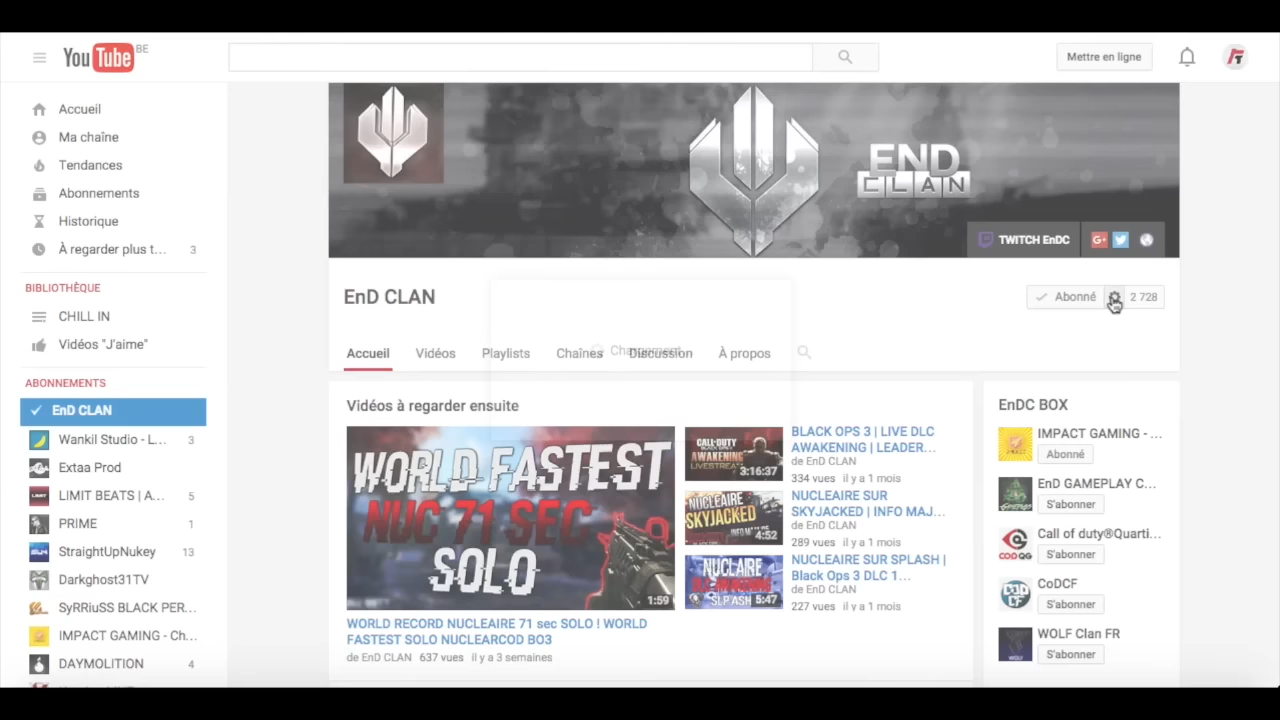 YouTube BE
Mettre en ligne
Accueil
Ma chaîne
Tendances
Abonnements
Historique
À regarder plus t... 3
BIBLIOTHÈQUE
CHILL IN
Vidéos "J'aime"
ABONNEMENTS
EnD CLAN
Wankil Studio - L... 3
Extaa Prod
LIMIT BEATS | A... 5
PRIME 1
StraightUpNukey 13
Darkghost31TV
SyRRiuSS BLACK PER...
IMPACT GAMING - Ch...
DAYMOLITION 4
END
CLAN
TWITCH EnDC
EnD CLAN
Abonné 2 728
Accueil Vidéos Playlists Chaînes Discussion À propos
Chargement...
Vidéos à regarder ensuite
WORLD FASTEST
NUC 71 SEC
SOLO
1:59
WORLD RECORD NUCLEAIRE 71 sec SOLO ! WORLD
FASTEST SOLO NUCLEARCOD BO3
de EnD CLAN 637 vues il y a 3 semaines
CALL OF DUTY
AWAKENING
LIVESTREAM
3:16:37
BLACK OPS 3 | LIVE DLC
AWAKENING | LEADER...
de EnD CLAN
334 vues il y a 1 mois
NUCLEAIRE
SKYJACKED
4:52
NUCLEAIRE SUR
SKYJACKED | INFO MAJ...
de EnD CLAN
289 vues il y a 1 mois
NUCLAIRE
DLC AWAKENING
SLPASH
5:47
NUCLEAIRE SUR SPLASH |
Black Ops 3 DLC 1...
de EnD CLAN
227 vues il y a 1 mois
EnDC BOX
IMPACT GAMING - ...
Abonné
EnD GAMEPLAY C...
S'abonner
Call of duty®Quarti...
S'abonner
CoDCF
S'abonner
WOLF Clan FR
S'abonner